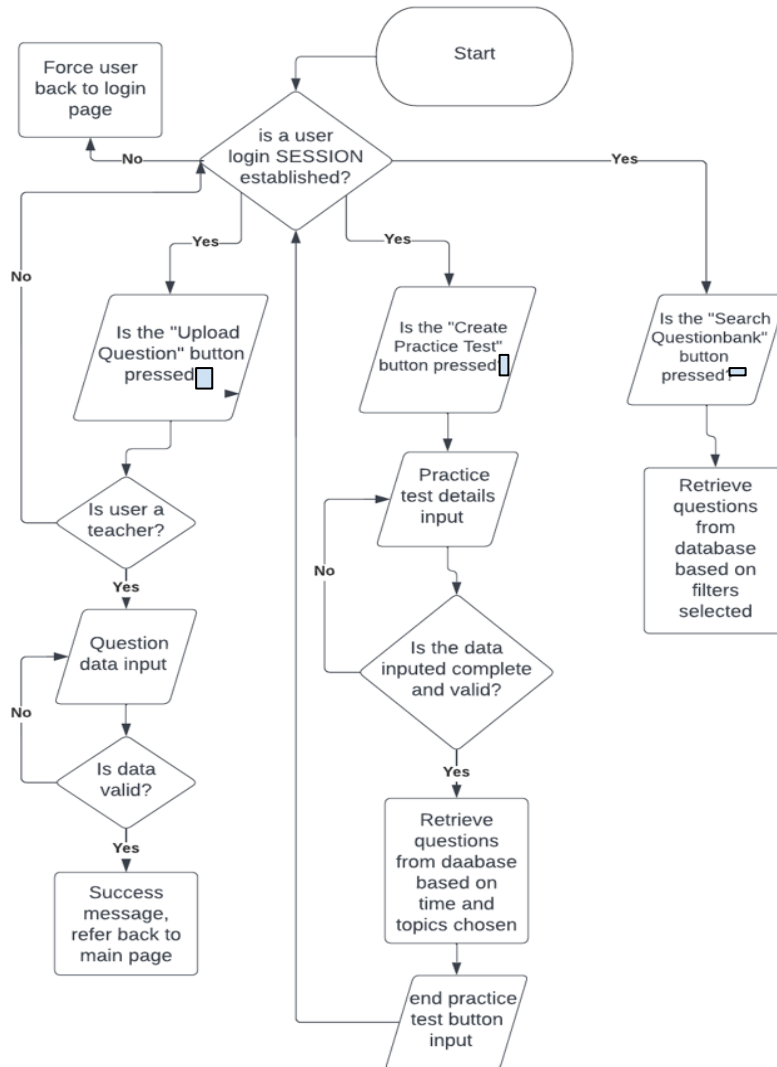 Start
Force user
back to login
page
is a user
login SESSION
established?
No
Yes
No
Yes
Yes
Is the "Upload
Question" button
pressed
Is the "Create
Practice Test"
button pressed
Is the "Search
Questionbank"
button
pressed?
Practice
test details
input
Is user a
teacher?
Retrieve
questions
from
database
based on
filters
selected
No
Yes
Question
data input
Is the data
inputed complete
and valid?
No
Is data
valid?
Yes
Yes
Retrieve
questions
from daabase
based on
time and
topics chosen
Success
message,
refer back to
main page
end practice
test button
input